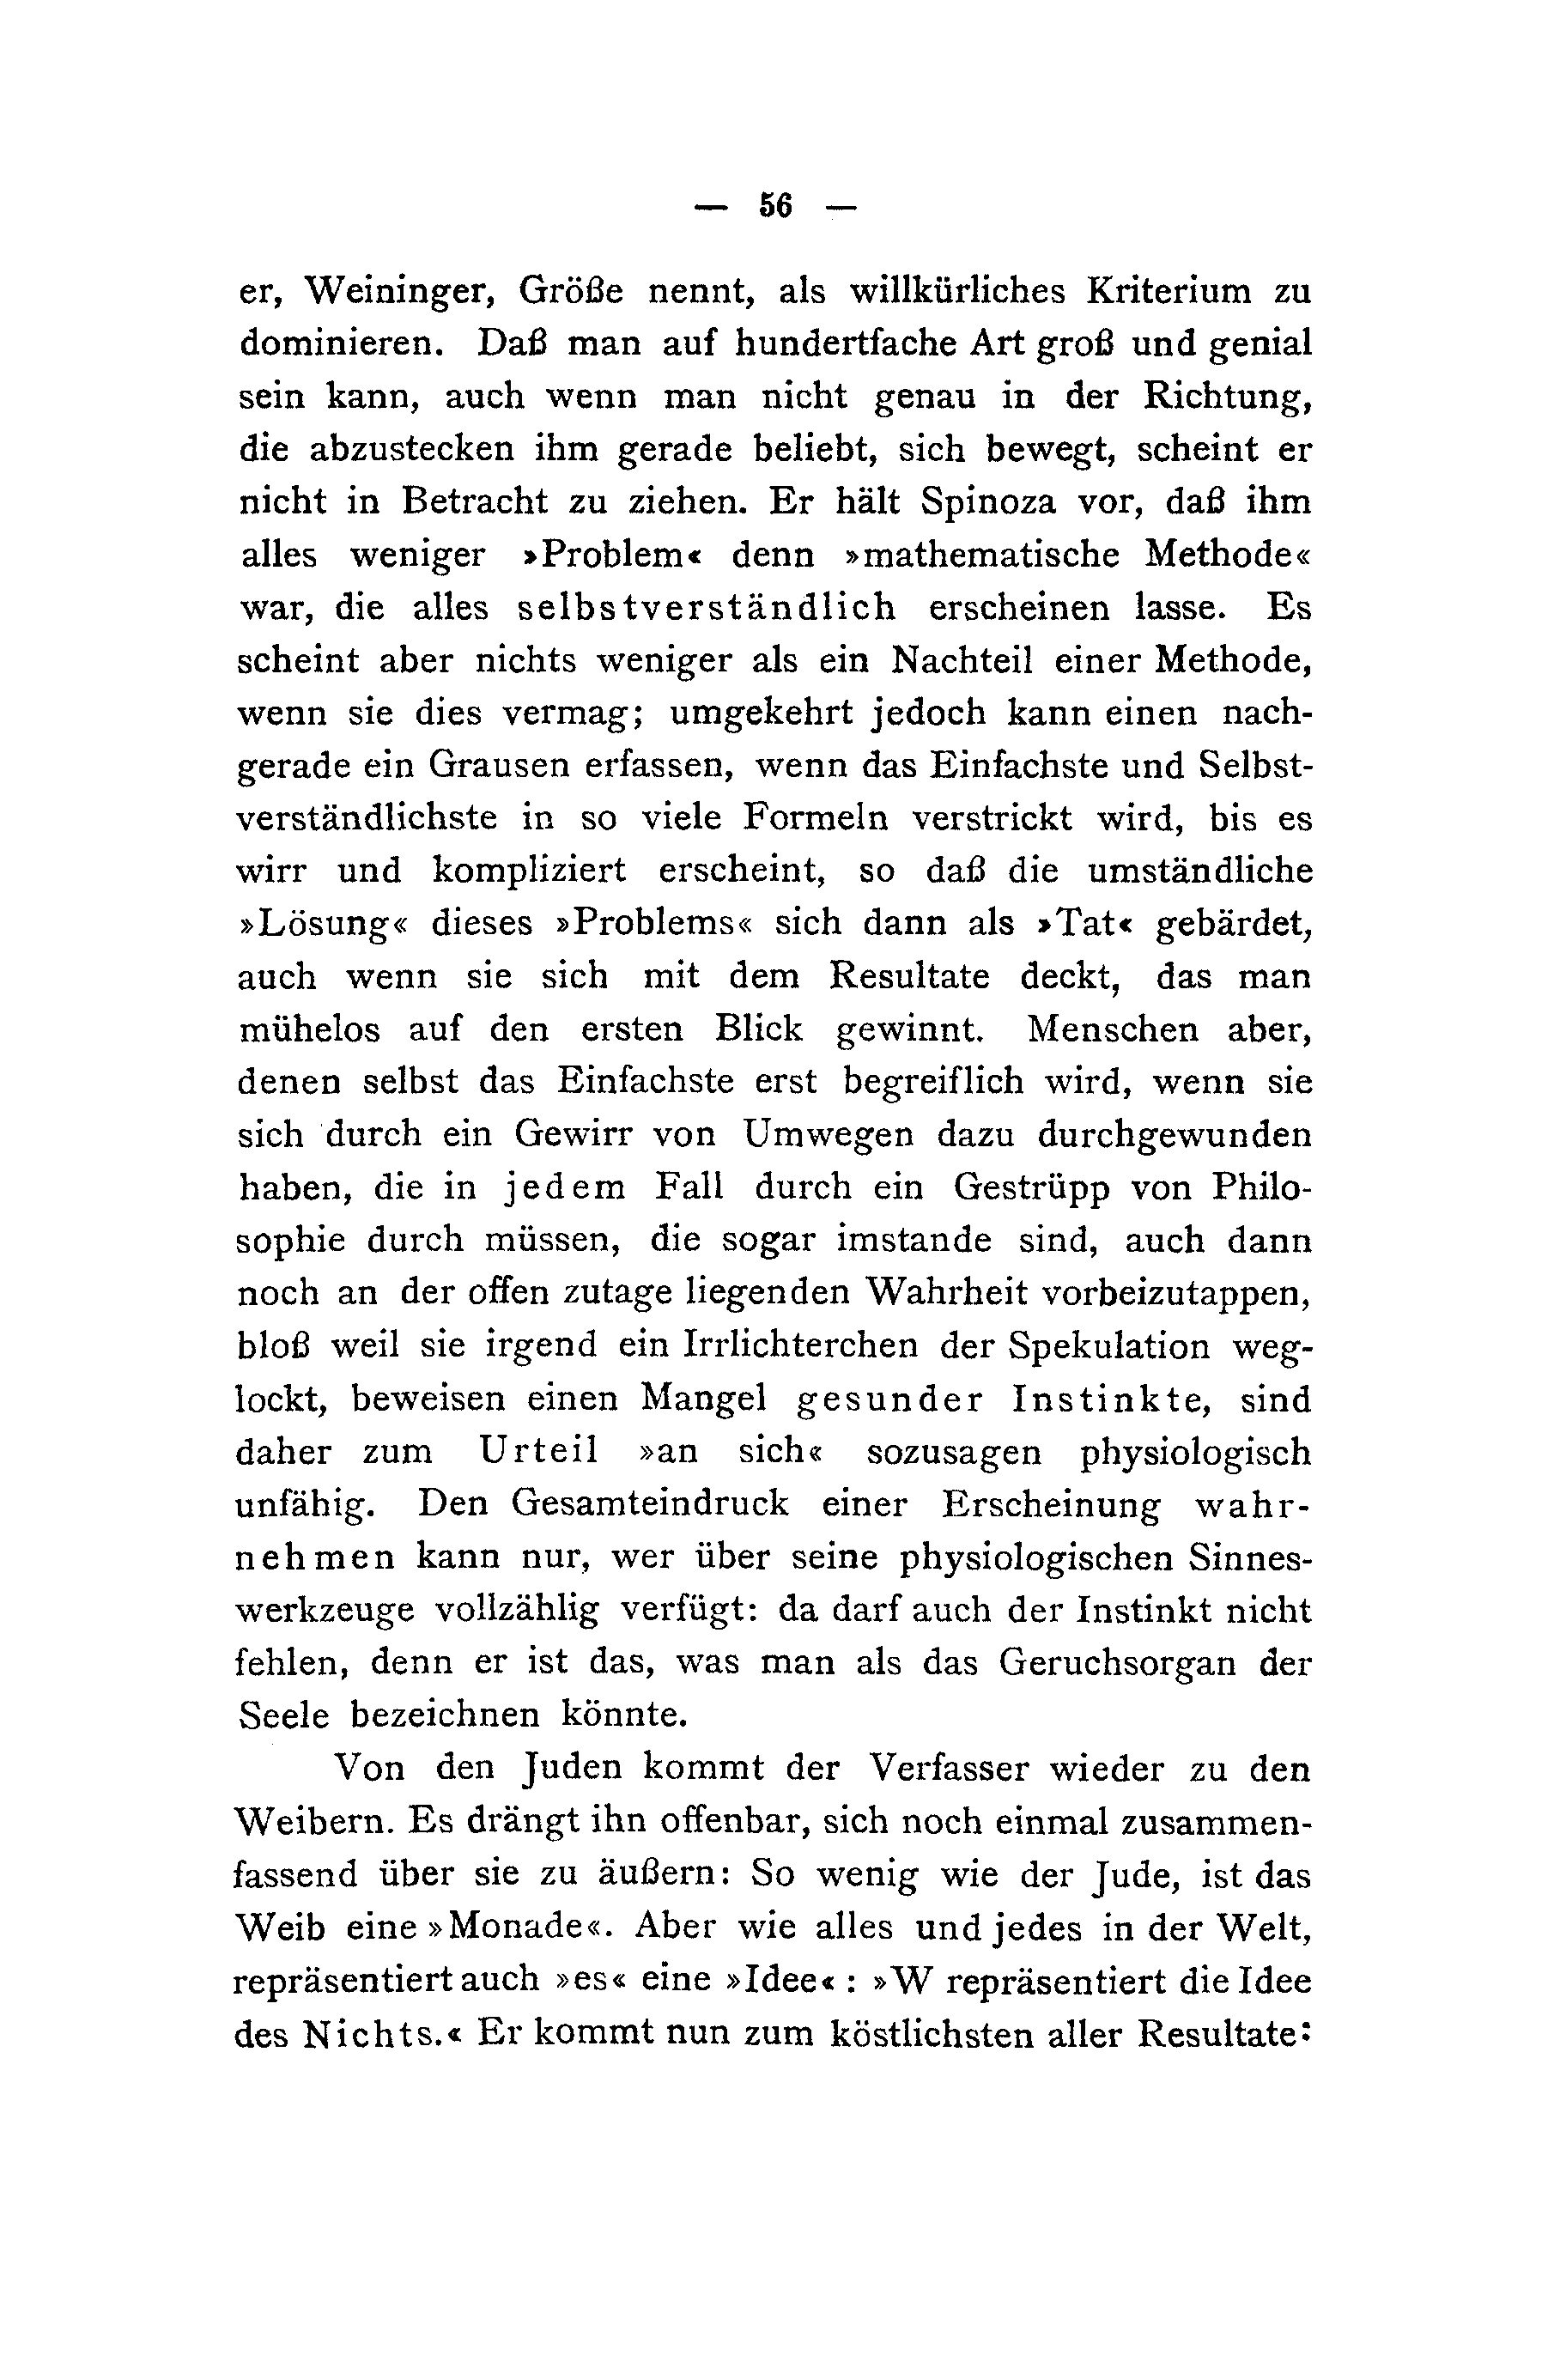 — 56 —
er, Weininger, Größe nennt, als willkürliches Kriterium zu
dominieren. Daß man auf hundertfache Art groß und genial
sein kann, auch wenn man nicht genau in der Richtung,
die abzustecken ihm gerade beliebt, sich bewegt, scheint er
nicht in Betracht zu ziehen. Er hält Spinoza vor, daß ihm
alles weniger »Problem« denn »mathematische Methode«
war, die alles selbstverständlich erscheinen lasse. Es
scheint aber nichts weniger als ein Nachteil einer Methode,
wenn sie dies vermag; umgekehrt jedoch kann einen nach-
gerade ein Grausen erfassen, wenn das Einfachste und Selbst-
verständlichste in so viele Formeln verstrickt wird, bis es
wirr und kompliziert erscheint, so daß die umständliche
»Lösung« dieses »Problems« sich dann als »Tat« gebärdet,
auch wenn sie sich mit dem Resultate deckt, das man
mühelos auf den ersten Blick gewinnt. Menschen aber,
denen selbst das Einfachste erst begreiflich wird, wenn sie
sich durch ein Gewirr von Umwegen dazu durchgewunden
haben, die in jedem Fall durch ein Gestrüpp von Philo-
sophie durch müssen, die sogar imstande sind, auch dann
noch an der offen zutage liegenden Wahrheit vorbeizutappen,
bloß weil sie irgend ein Irrlichterchen der Spekulation weg-
lockt, beweisen einen Mangel gesunder Instinkte, sind
daher zum Urteil »an sich« sozusagen physiologisch
unfähig. Den Gesamteindruck einer Erscheinung wahr-
nehmen kann nur, wer über seine physiologischen Sinnes-
werkzeuge vollzählig verfügt: da darf auch der Instinkt nicht
fehlen, denn er ist das, was man als das Geruchsorgan der
Seele bezeichnen könnte.
Von den Juden kommt der Verfasser wieder zu den
Weibern. Es drängt ihn offenbar, sich noch einmal zusammen-
fassend über sie zu äußern: So wenig wie der Jude, ist das
Weib eine »Monade«. Aber wie alles und jedes in der Welt,
repräsentiert auch »es« eine »Idee« : »W repräsentiert die Idee
des Nichts.« Er kommt nun zum köstlichsten aller Resultate: